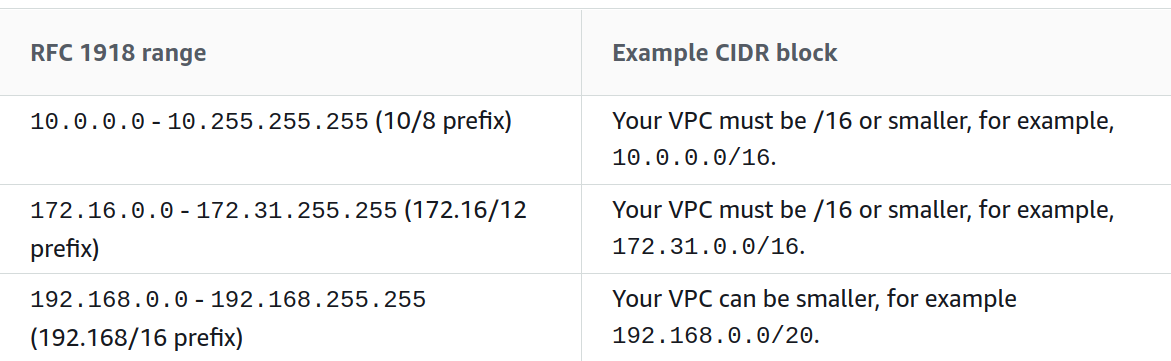 RFC 1918 range
Example CIDR block
10.0.0.0 - 10.255.255.255 (10/8 prefix)
Your VPC must be /16 or smaller, for example,
10.0.0.0/16.
172.16.0.0 - 172.31.255.255 (172.16/12
prefix)
Your VPC must be /16 or smaller, for example,
172.31.0.0/16.
192.168.0.0 - 192.168.255.255
(192.168/16 prefix)
Your VPC can be smaller, for example
192.168.0.0/20.